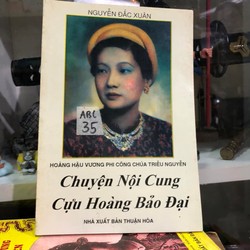 NGUYỄN ĐẮC XUÂN
ABC
35
HOÀNG HẬU VƯƠNG PHI CÔNG CHÚA TRIỀU NGUYỄN
Chuyện Nội Cung
Cựu Hoàng Bảo Đại
NHÀ XUẤT BẢN THUẬN HÓA